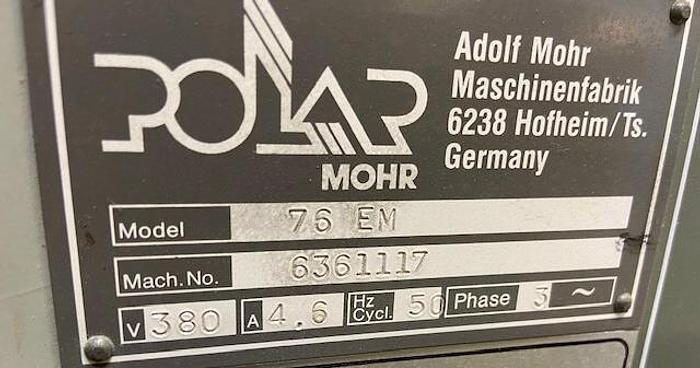 POLAR
MOHR
Adolf Mohr
Maschinenfabrik
6238 Hofheim/Ts.
Germany
Model 76 EM
Mach.No. 6361117
V 380 A 4,6 Hz Cycl. 50 Phase 3 ~